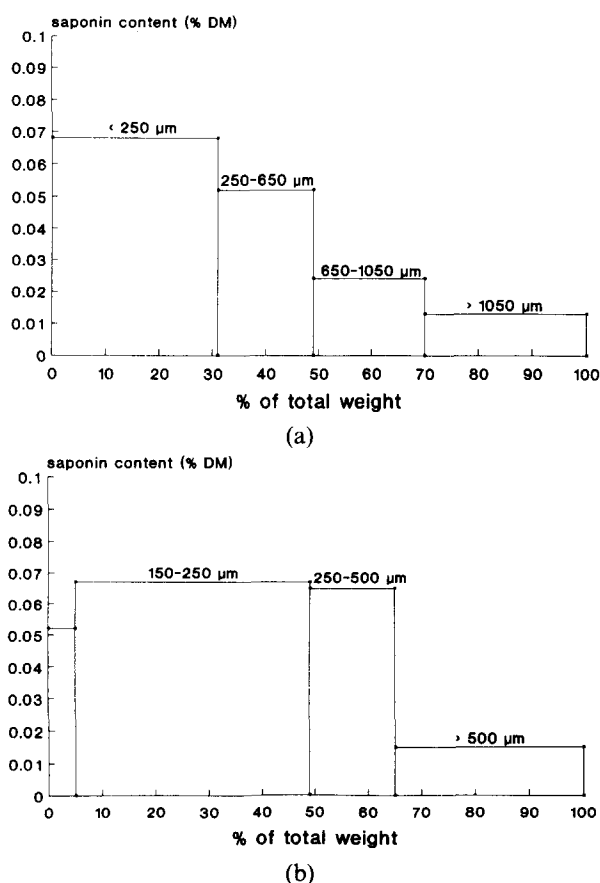 saponin content (% DM)
0.1
0.09
0.08
0.07
0.06
0.05
0.04
0.03
0.02
0.01
0
‹ 250 µm
250-650 µm
650-1050 µm
› 1050 µm
0 10 20 30 40 50 60 70 80 90 100
% of total weight
(a)
saponin content (% DM)
0.1
0.09
0.08
0.07
0.06
0.05
0.04
0.03
0.02
0.01
0
150-250 µm
250-500 µm
› 500 µm
0 10 20 30 40 50 60 70 80 90 100
% of total weight
(b)